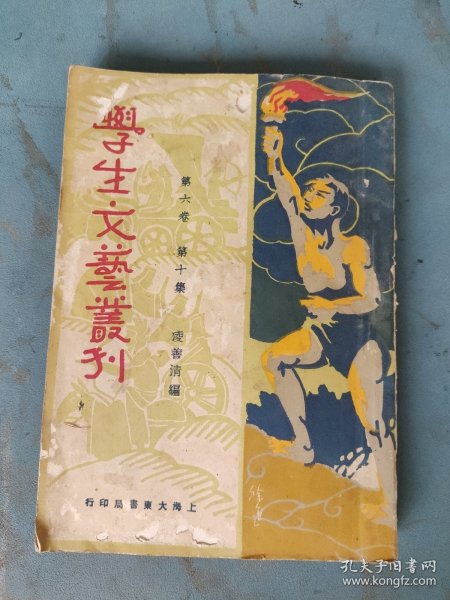 學生文藝叢刊
第六卷 第十集
凌善清編
上海大東書局印行
孔夫子旧书网
www.kongfz.com